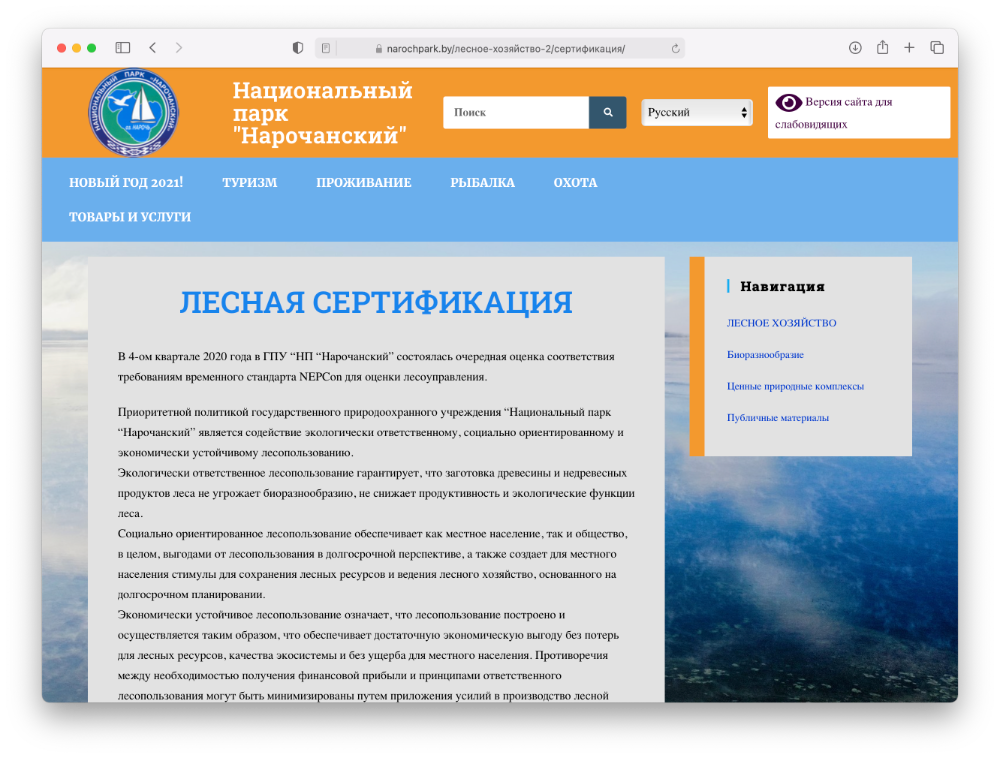 narochpark.by/лесное-хозяйство-2/сертификация/
НАЦИОНАЛЬНЫЙ ПАРК «НАРОЧАНСКИЙ»
оз. НАРОЧЬ
Национальный
парк
"Нарочанский"
Поиск
Русский
Версия сайта для
слабовидящих
НОВЫЙ ГОД 2021!
ТУРИЗМ
ПРОЖИВАНИЕ
РЫБАЛКА
ОХОТА
ТОВАРЫ И УСЛУГИ
ЛЕСНАЯ СЕРТИФИКАЦИЯ
В 4-ом квартале 2020 года в ГПУ “НП “Нарочанский” состоялась очередная оценка соответствия
требованиям временного стандарта NEPCon для оценки лесоуправления.
Приоритетной политикой государственного природоохранного учреждения “Национальный парк
“Нарочанский” является содействие экологически ответственному, социально ориентированному и
экономически устойчивому лесопользованию.
Экологически ответственное лесопользование гарантирует, что заготовка древесины и недревесных
продуктов леса не угрожает биоразнообразию, не снижает продуктивность и экологические функции
леса.
Социально ориентированное лесопользование обеспечивает как местное население, так и общество,
в целом, выгодами от лесопользования в долгосрочной перспективе, а также создает для местного
населения стимулы для сохранения лесных ресурсов и ведения лесного хозяйство, основанного на
долгосрочном планировании.
Экономически устойчивое лесопользование означает, что лесопользование построено и
осуществляется таким образом, что обеспечивает достаточную экономическую выгоду без потерь
для лесных ресурсов, качества экосистемы и без ущерба для местного населения. Противоречия
между необходимостью получения финансовой прибыли и принципами ответственного
лесопользования могут быть минимизированы путем приложения усилий в производство лесной
Навигация
ЛЕСНОЕ ХОЗЯЙСТВО
Биоразнообразие
Ценные природные комплексы
Публичные материалы